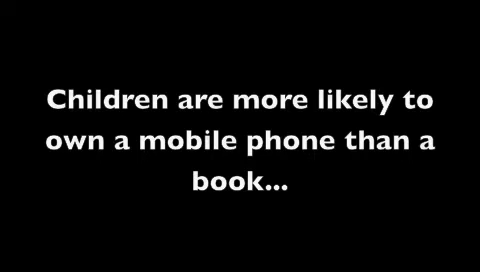 Children are more likely to
own a mobile phone than a
book...